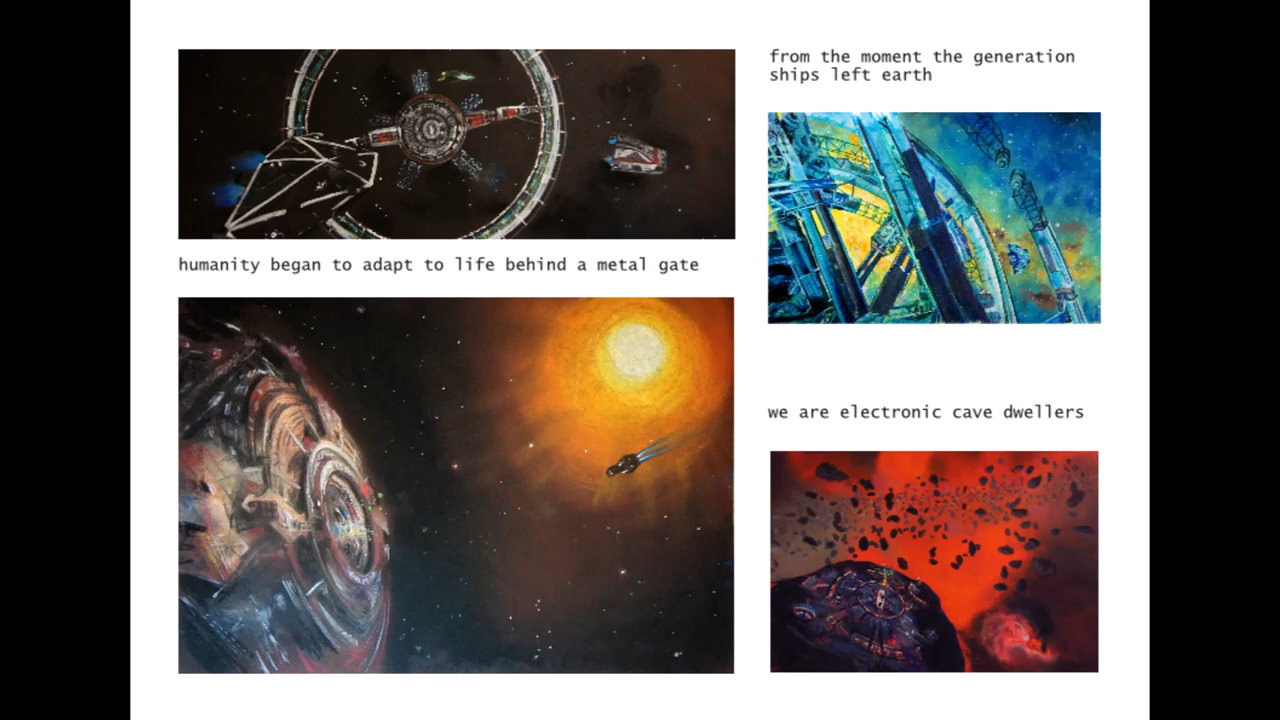 from the moment the generation
ships left earth
humanity began to adapt to life behind a metal gate
we are electronic cave dwellers